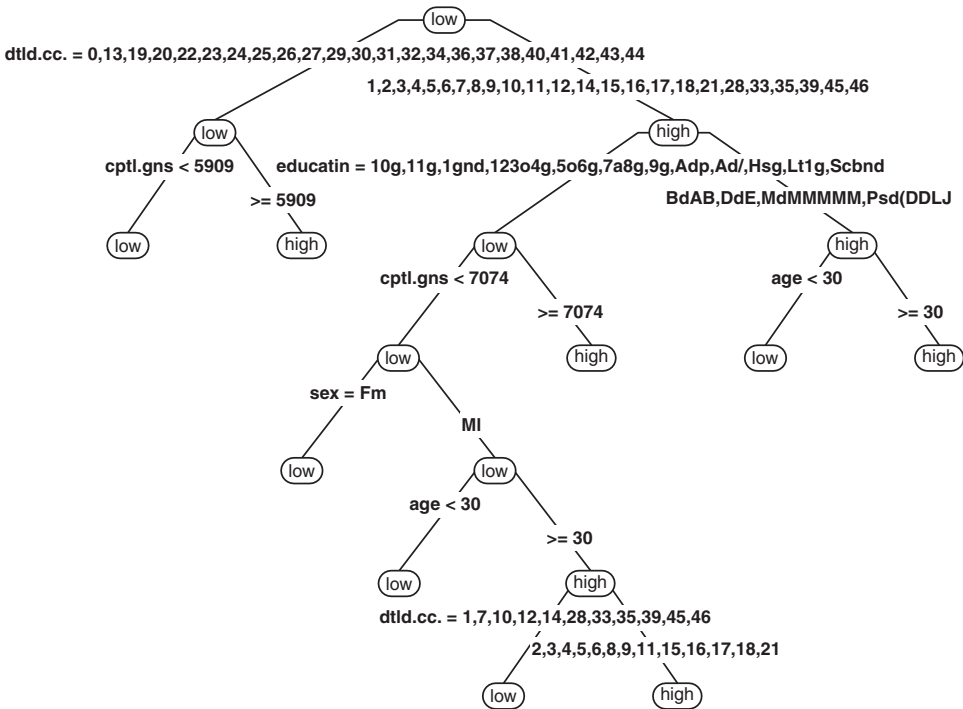 low
dtld.cc. = 0,13,19,20,22,23,24,25,26,27,29,30,31,32,34,36,37,38,40,41,42,43,44
1,2,3,4,5,6,7,8,9,10,11,12,14,15,16,17,18,21,28,33,35,39,45,46
low
high
cptl.gns < 5909
educatin = 10g,11g,1gnd,123o4g,5o6g,7a8g,9g,Adp,Ad/,Hsg,Lt1g,Scbnd
>= 5909
BdAB,DdE,MdMMMMM,Psd(DDLJ
low
high
low
high
cptl.gns < 7074
age < 30
>= 7074
>= 30
low
high
low
high
sex = Fm
Ml
low
low
age < 30
>= 30
low
high
dtld.cc. = 1,7,10,12,14,28,33,35,39,45,46
2,3,4,5,6,8,9,11,15,16,17,18,21
low
high